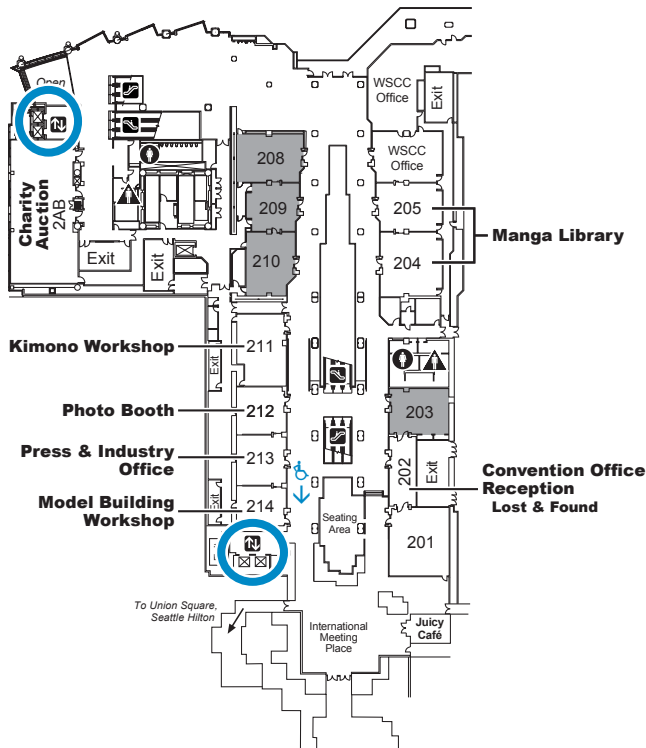 Open
WSCC
Office
Exit
WSCC
Office
208
209
210
205
204
Manga Library
Charity
Auction
2AB
Exit
Exit
Kimono Workshop
211
Exit
Photo Booth
212
203
Press & Industry
Office
213
202
Exit
Convention Office
Reception
Lost & Found
Model Building
Workshop
214
Exit
Seating
Area
201
To Union Square,
Seattle Hilton
International
Meeting
Place
Juicy
Café